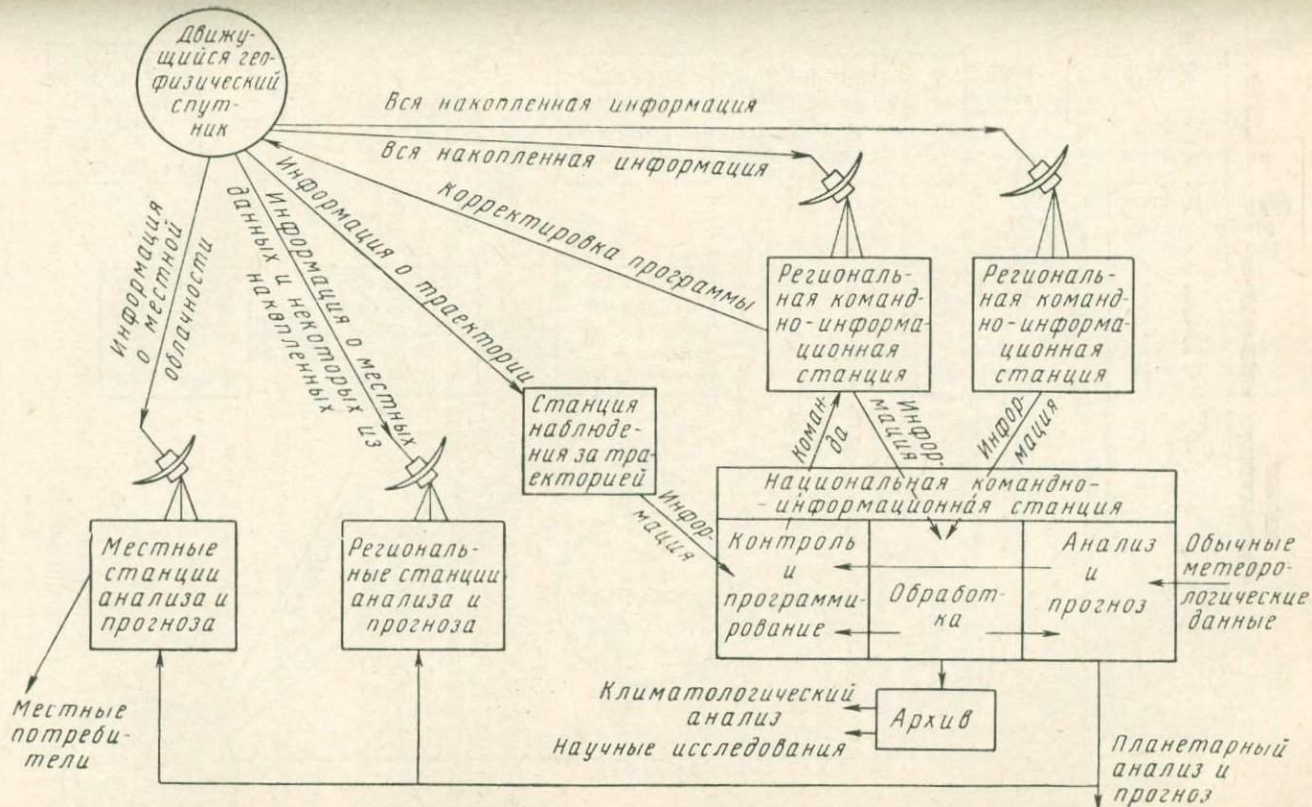 Движу-
щийся гео-
физический
спут-
ник
Вся накопленная информация
Вся накопленная информация
Корректировка программы
Информация о траектории
Информация о местных
данных и некоторых из
накопленных
Информация
о местной
облачности
Региональ-
ная команд-
но-информа-
ционная
станция
Региональ-
ная команд-
но-информа-
ционная
станция
Станция
наблюде-
ния за тра-
екторией
Коман-
да
Инфор-
мация
Инфор-
мация
Инфор-
мация
Национальная командно-
-информационная станция
Контроль
и
программи-
рование
Обработ-
ка
Анализ
и
прогноз
Обычные
метеоро-
логические
данные
Местные
станции
анализа и
прогноза
Региональ-
ные станции
анализа и
прогноза
Местные
потреби-
тели
Климатологический
анализ
Научные исследования
Архив
Планетарный
анализ и
прогноз